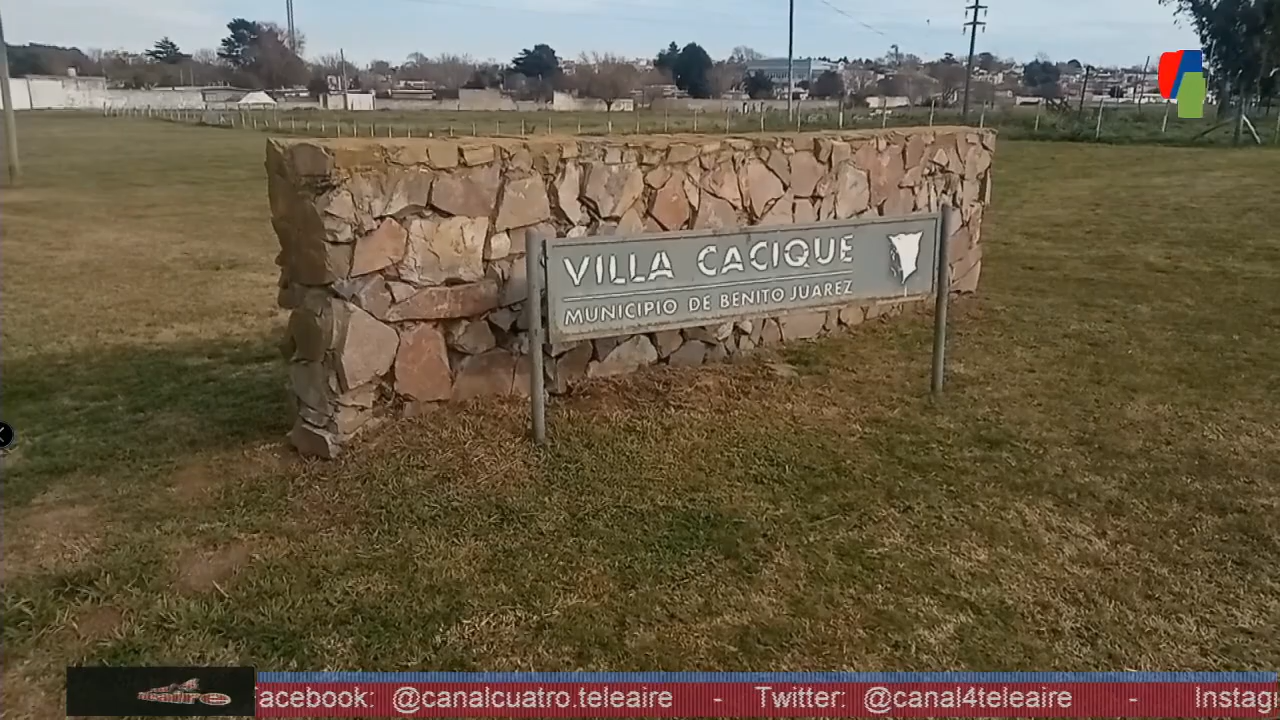 VILLA CACIQUE
MUNICIPIO DE BENITO JUAREZ
acebook: @canalcuatro.teleaire - Twitter: @canal4teleaire - Instag